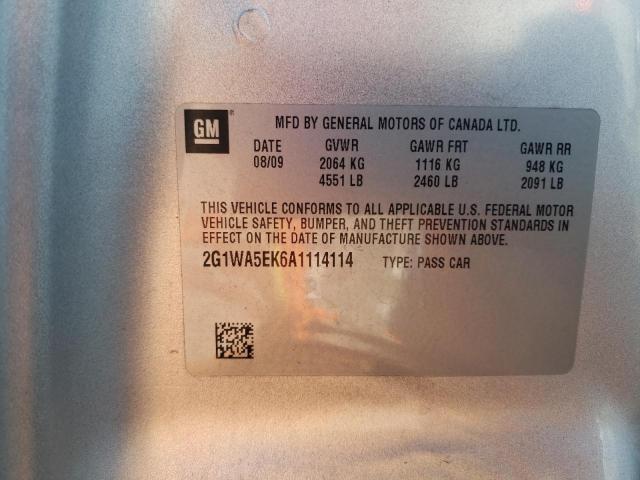 GM ®
MFD BY GENERAL MOTORS OF CANADA LTD.
DATE GVWR GAWR FRT GAWR RR
08/09 2064 KG 1116 KG 948 KG
4551 LB 2460 LB 2091 LB
THIS VEHICLE CONFORMS TO ALL APPLICABLE U.S. FEDERAL MOTOR
VEHICLE SAFETY, BUMPER, AND THEFT PREVENTION STANDARDS IN
EFFECT ON THE DATE OF MANUFACTURE SHOWN ABOVE.
2G1WA5EK6A1114114 TYPE: PASS CAR